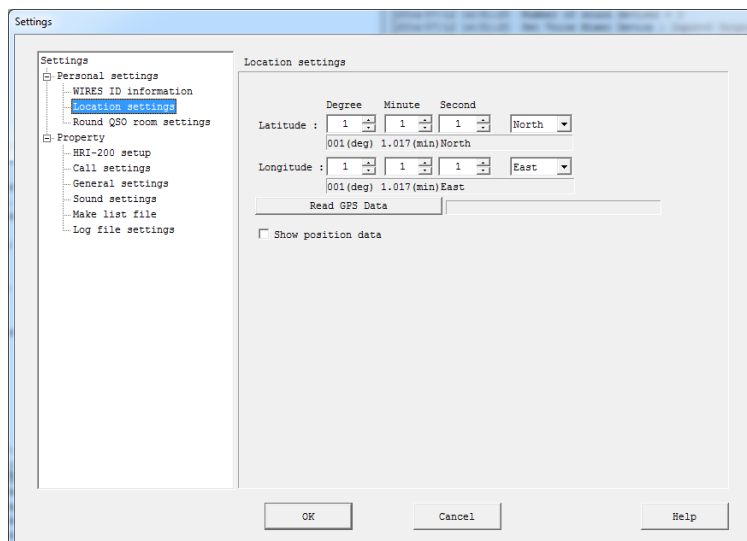 Settings
Settings
Personal settings
WIRES ID information
Location settings
Round QSO room settings
Property
HRI-200 setup
Call settings
General settings
Sound settings
Make list file
Log file settings
Location settings
Degree Minute Second
Latitude : 1 1 1 North
001(deg) 1.017(min)North
Longitude : 1 1 1 East
001(deg) 1.017(min)East
Read GPS Data
Show position data
OK Cancel Help